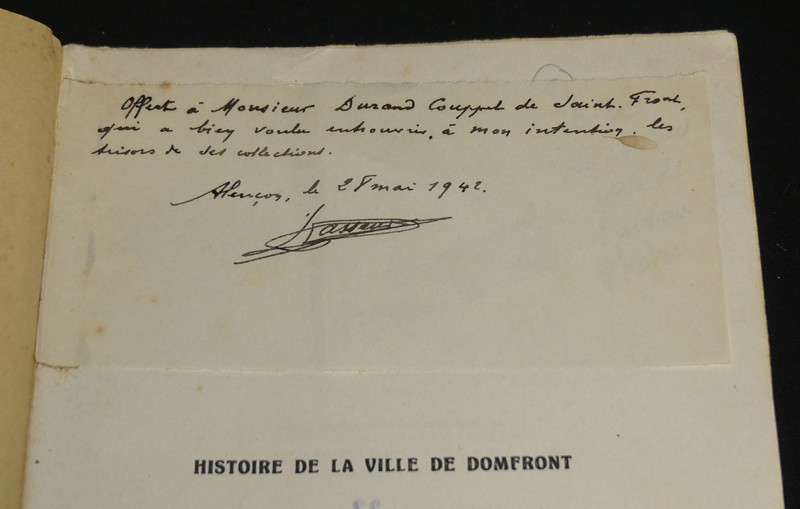 Offert à Monsieur Durand Couppel de Saint-Front,
qui a bien voulu entrouvrir, à mon intention, les
trésors de ses collections.
Alençon, le 28 mai 1942.
HISTOIRE DE LA VILLE DE DOMFRONT